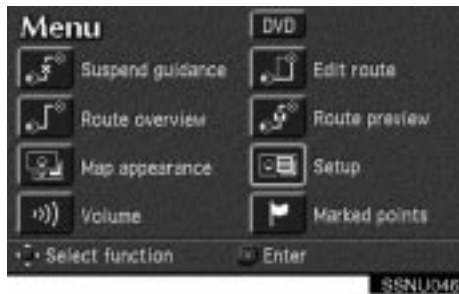 Menu DVD
Suspend guidance Edit route
Route overview Route preview
Map appearance Setup
Volume Marked points
Select function Enter
SSNU046